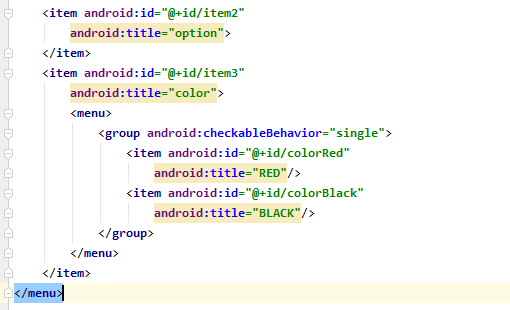 <item android:id="@+id/item2"
android:title="option">
</item>
<item android:id="@+id/item3"
android:title="color">
<menu>
<group android:checkableBehavior="single">
<item android:id="@+id/colorRed"
android:title="RED"/>
<item android:id="@+id/colorBlack"
android:title="BLACK"/>
</group>
</menu>
</item>
</menu>